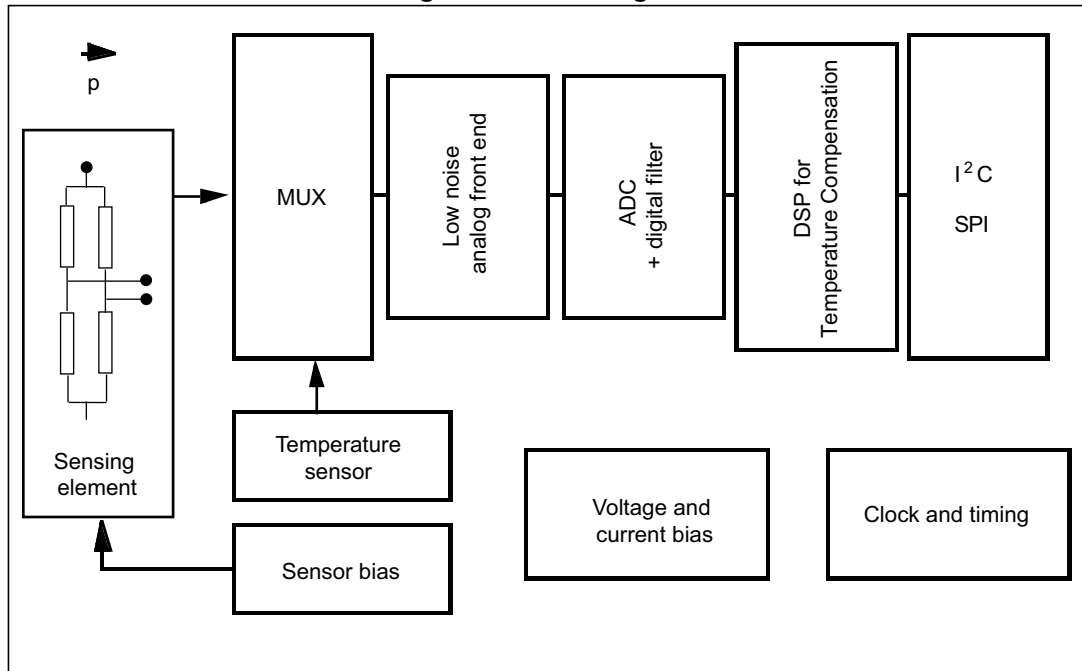 p
Sensing
element
MUX
Low noise
analog front end
ADC
+ digital filter
DSP for
Temperature Compensation
I²C
SPI
Temperature
sensor
Sensor bias
Voltage and
current bias
Clock and timing